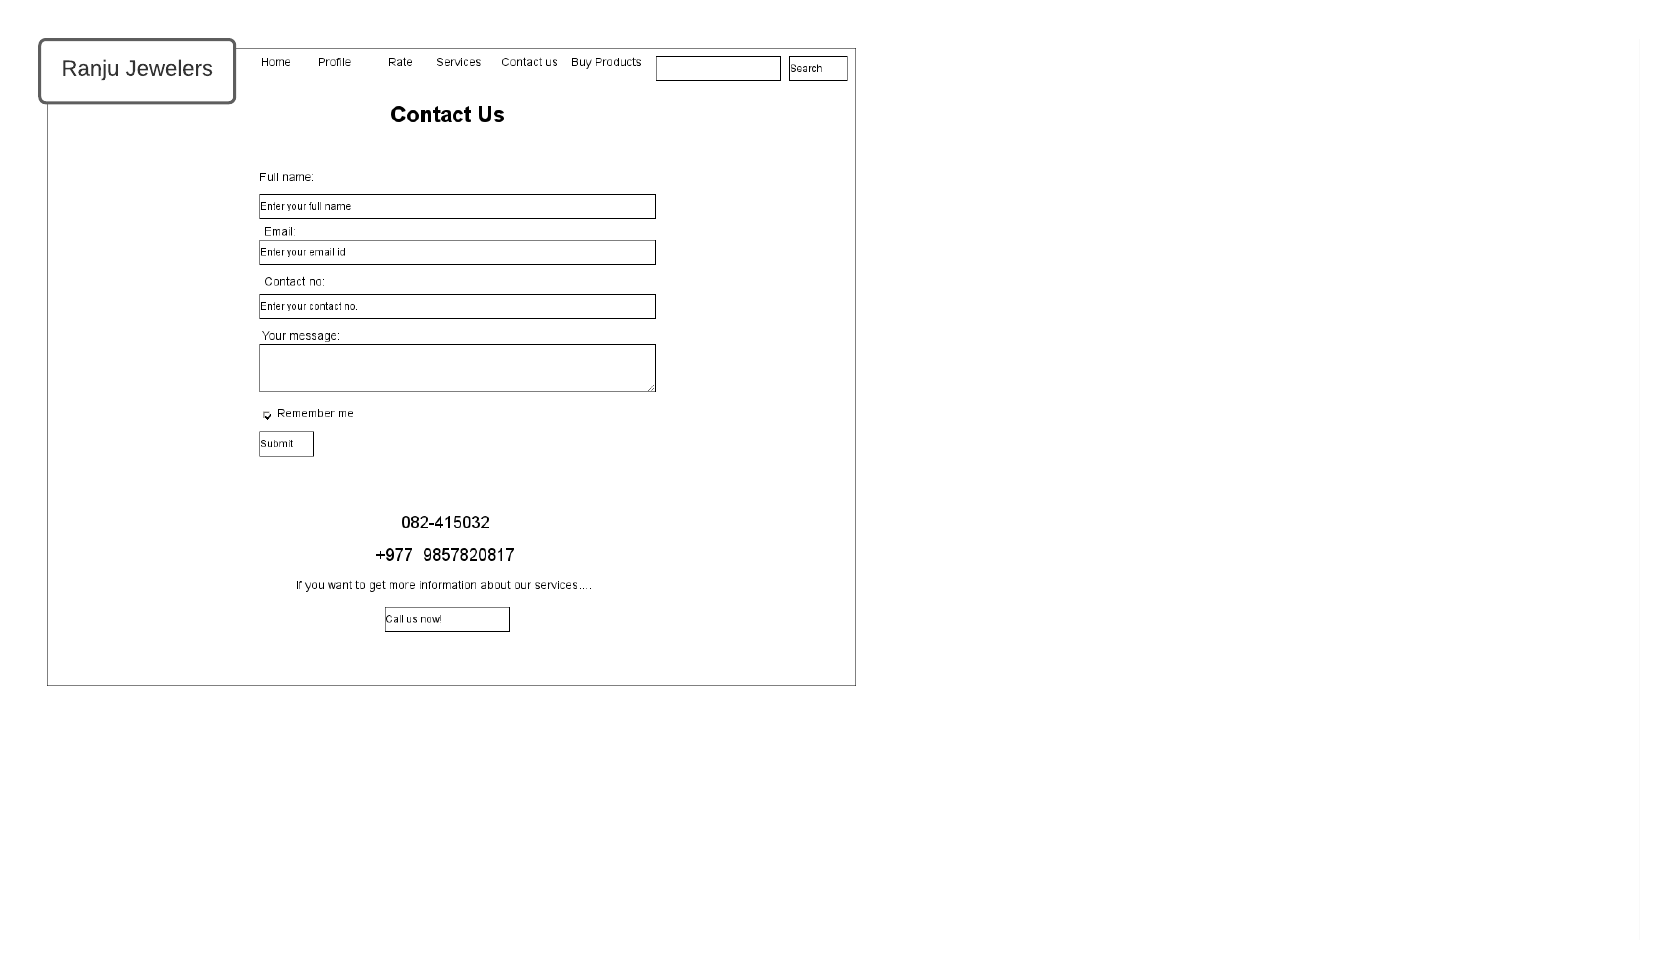 Ranju Jewelers
Home Profile Rate Services Contact us Buy Products Search
Contact Us
Full name:
Enter your full name
Email:
Enter your email id
Contact no:
Enter your contact no.
Your message:
Remember me
Submit
082-415032
+977 9857820817
If you want to get more information about our services....
Call us now!